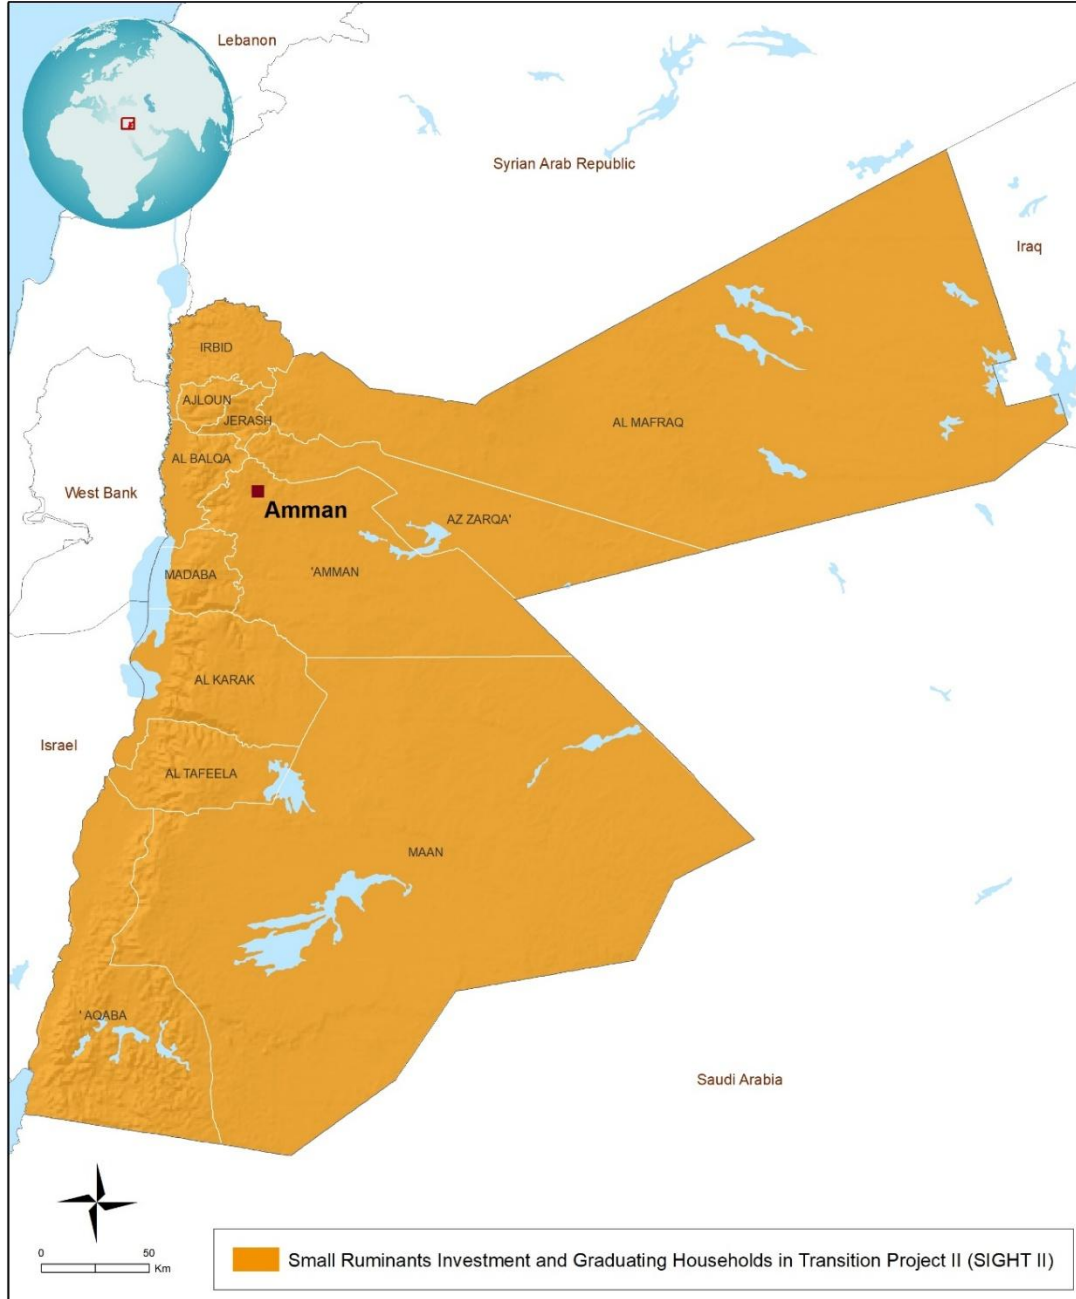 Lebanon
Syrian Arab Republic
Iraq
IRBID
AJLOUN
JERASH
AL MAFRAQ
AL BALQA
West Bank
Amman
AZ ZARQA'
'AMMAN
MADABA
AL KARAK
Israel
AL TAFEELA
MAAN
' AQABA
Saudi Arabia
0 50
Km
Small Ruminants Investment and Graduating Households in Transition Project II (SIGHT II)